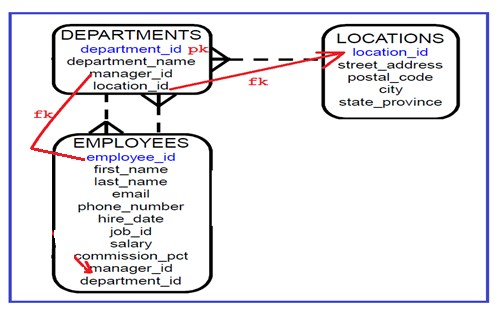 DEPARTMENTS
department_id pk
department_name
manager_id
location_id
fk
fk
LOCATIONS
location_id
street_address
postal_code
city
state_province
EMPLOYEES
employee_id
first_name
last_name
email
phone_number
hire_date
job_id
salary
commission_pct
manager_id
department_id